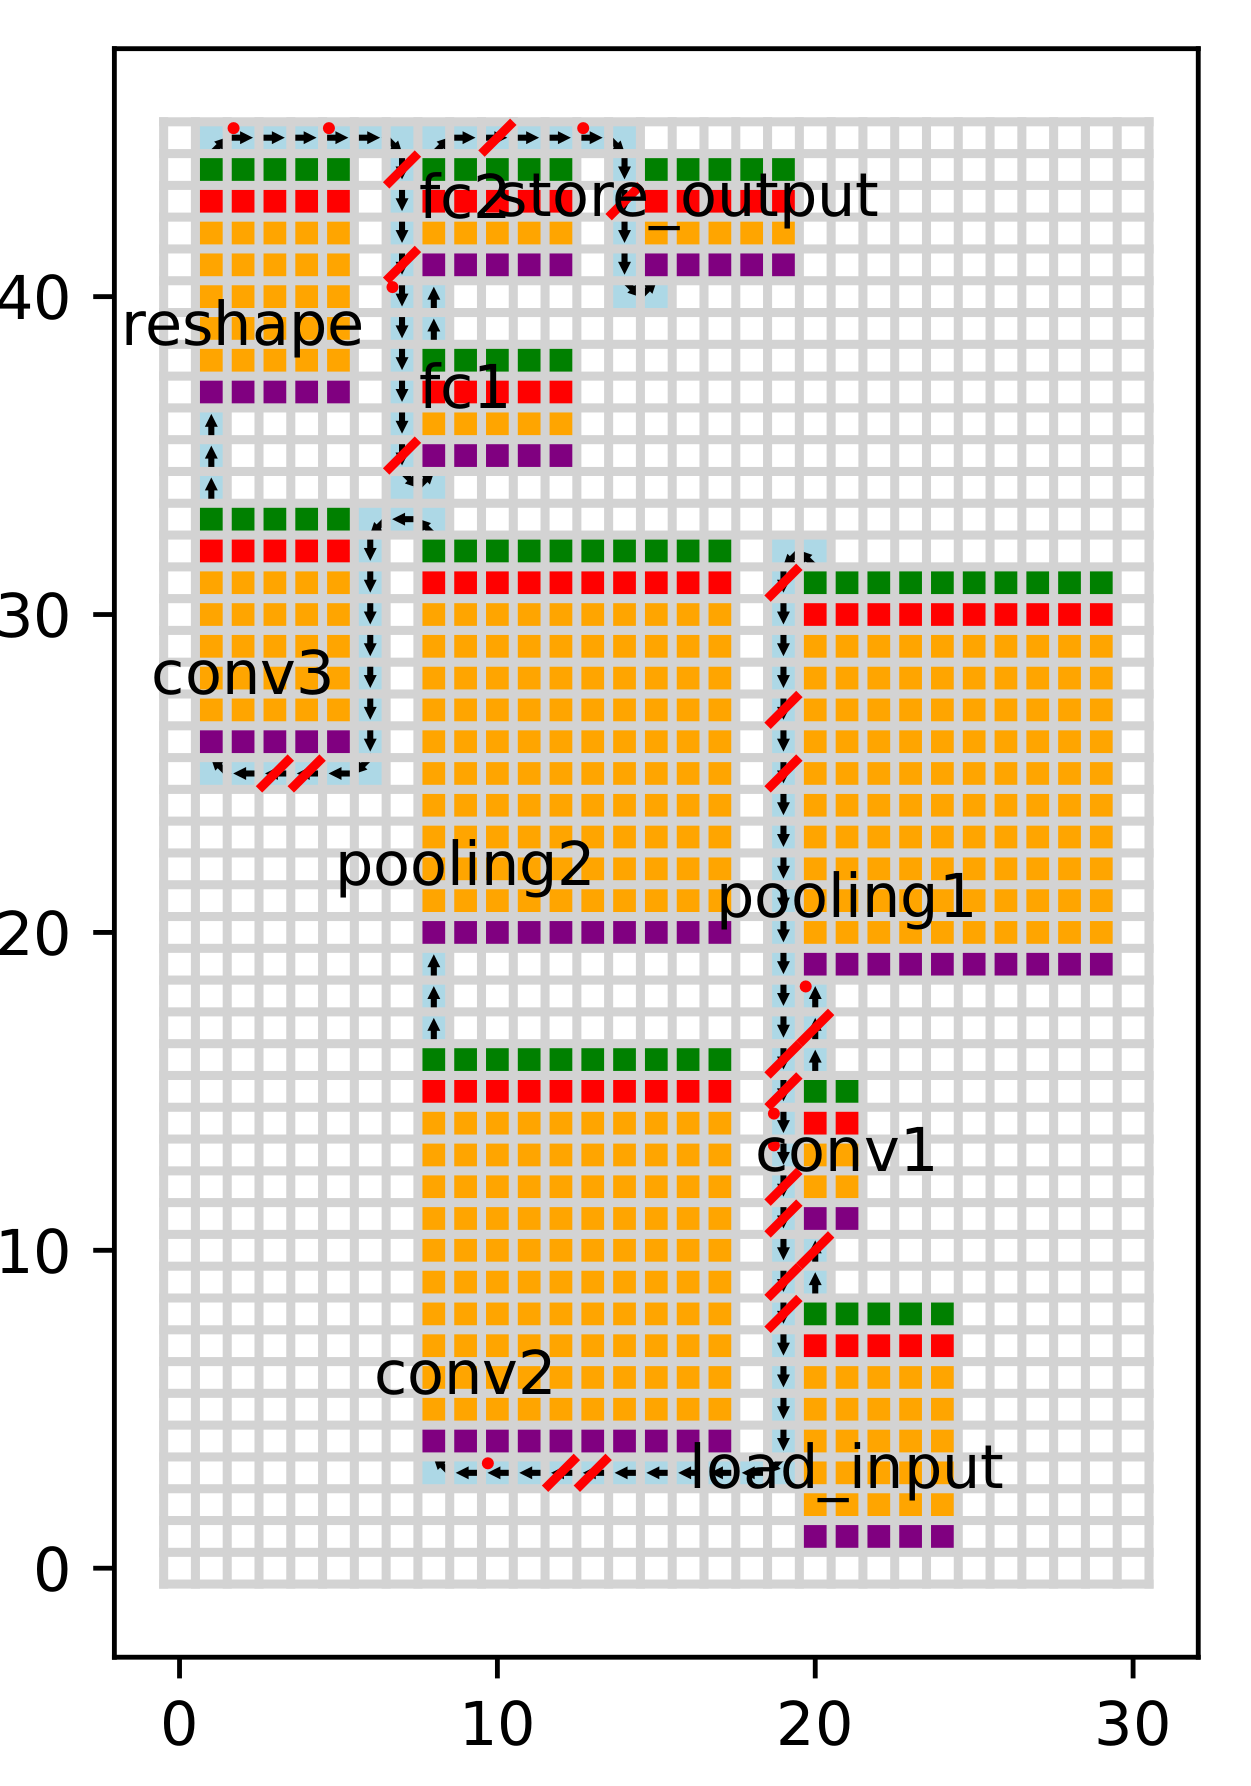 fc2
store_output
40
reshape
fc1
30
conv3
pooling2
pooling1
20
conv1
10
conv2
load_input
0
0 10 20 30